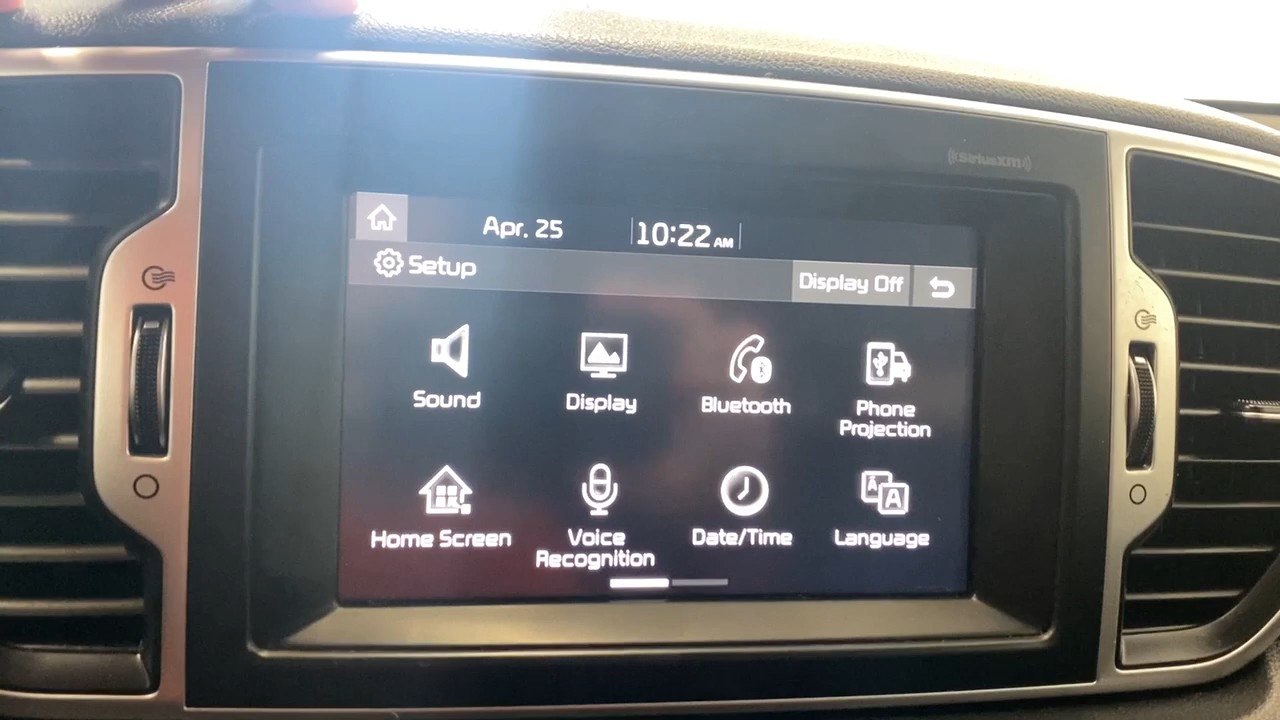 SiriusXM
Apr. 25
10:22 AM
Setup
Display Off
Sound
Display
Bluetooth
Phone
Projection
Home Screen
Voice
Recognition
Date/Time
A
A
Language